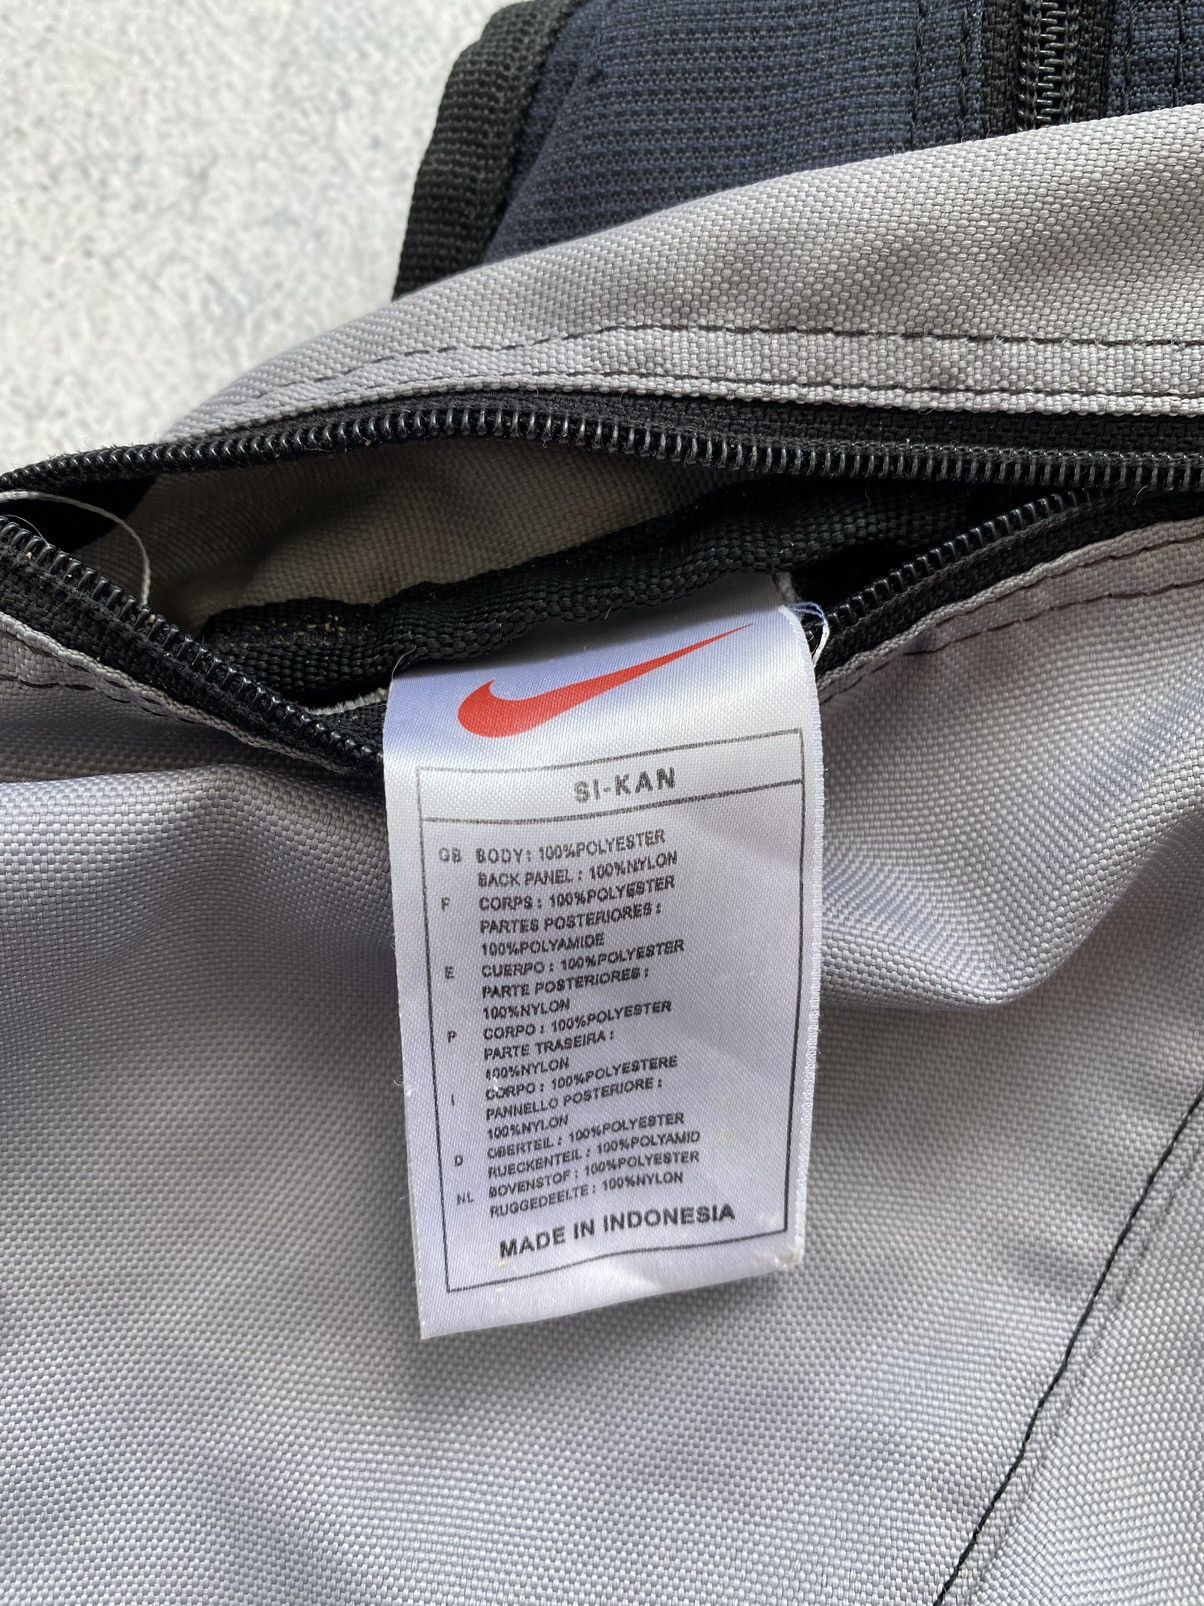 SI-KAN
GB BODY: 100%POLYESTER
BACK PANEL: 100%NYLON
F CORPS: 100%POLYESTER
PARTES POSTERIORES:
100%POLYAMIDE
E CUERPO: 100%POLYESTER
PARTE POSTERIORES:
100%NYLON
P CORPO: 100%POLYESTER
PARTE TRASEIRA:
100%NYLON
I CORPO: 100%POLYESTERE
PANNELLO POSTERIORE:
100%NYLON
D OBERTEIL: 100%POLYESTER
RUECKENTEIL: 100%POLYAMID
NL BOVENSTOF: 100%POLYESTER
RUGGEDEELTE: 100%NYLON
MADE IN INDONESIA